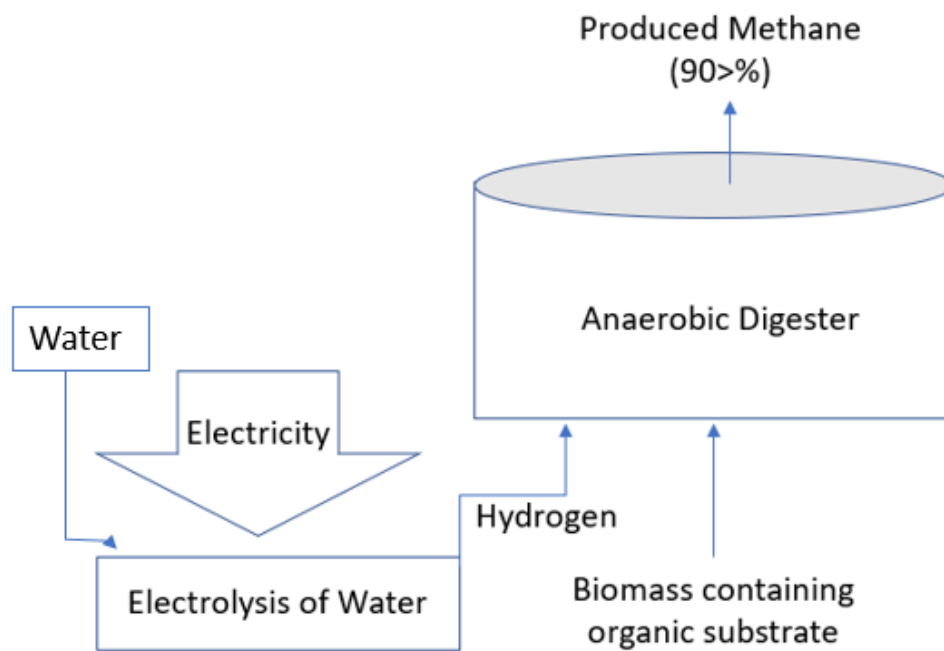 Produced Methane
(90>%)
Anaerobic Digester
Water
Electricity
Hydrogen
Electrolysis of Water
Biomass containing
organic substrate